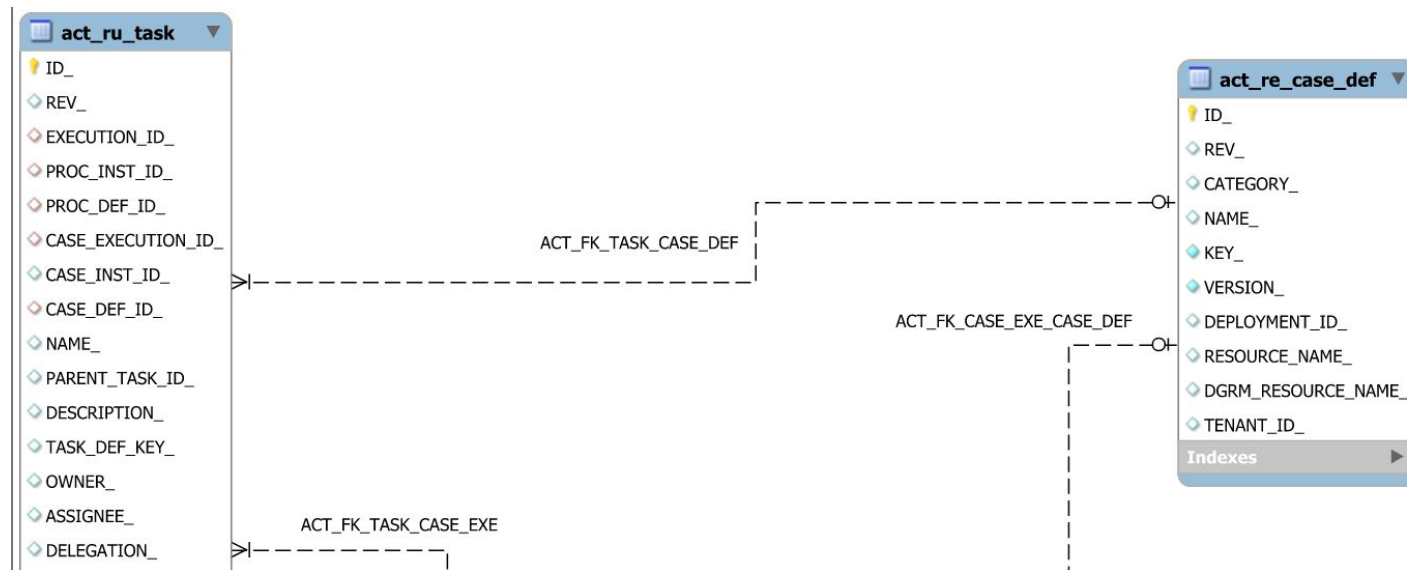 act_ru_task
ID_
REV_
EXECUTION_ID_
PROC_INST_ID_
PROC_DEF_ID_
CASE_EXECUTION_ID_
CASE_INST_ID_
CASE_DEF_ID_
NAME_
PARENT_TASK_ID_
DESCRIPTION_
TASK_DEF_KEY_
OWNER_
ASSIGNEE_
DELEGATION_
ACT_FK_TASK_CASE_DEF
ACT_FK_TASK_CASE_EXE
ACT_FK_CASE_EXE_CASE_DEF
act_re_case_def
ID_
REV_
CATEGORY_
NAME_
KEY_
VERSION_
DEPLOYMENT_ID_
RESOURCE_NAME_
DGRM_RESOURCE_NAME_
TENANT_ID_
Indexes